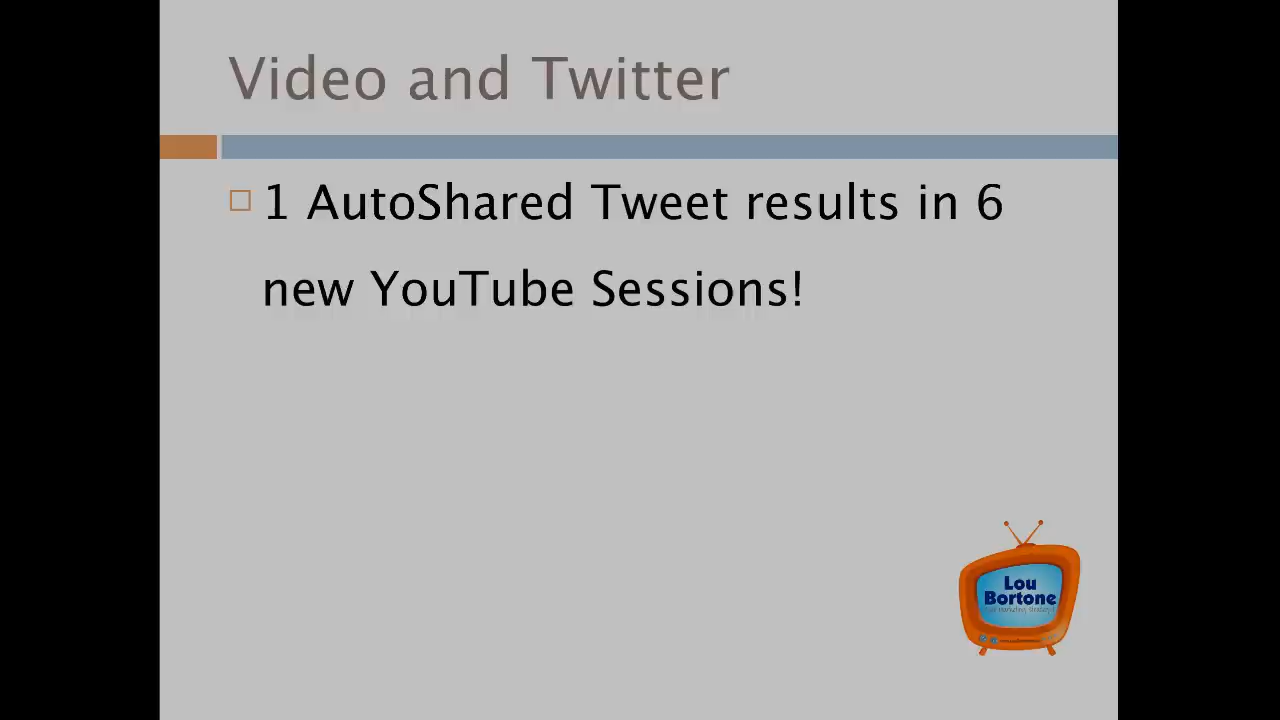 Video and Twitter
1 AutoShared Tweet results in 6
new YouTube Sessions!
Lou
Bortone